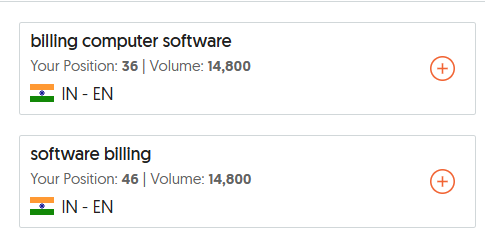 billing computer software
Your Position: 36 | Volume: 14,800
IN - EN
software billing
Your Position: 46 | Volume: 14,800
IN - EN